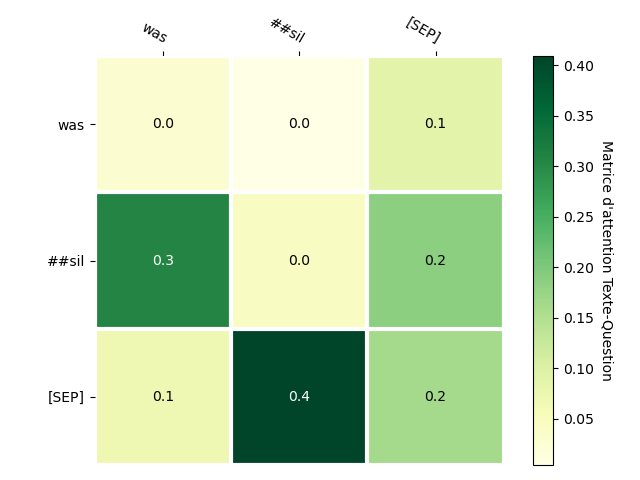 was ##sil [SEP]
was 0.0 0.0 0.1
##sil 0.3 0.0 0.2
[SEP] 0.1 0.4 0.2
0.40
0.35
0.30
0.25
0.20
0.15
0.10
0.05
Matrice d'attention Texte-Question